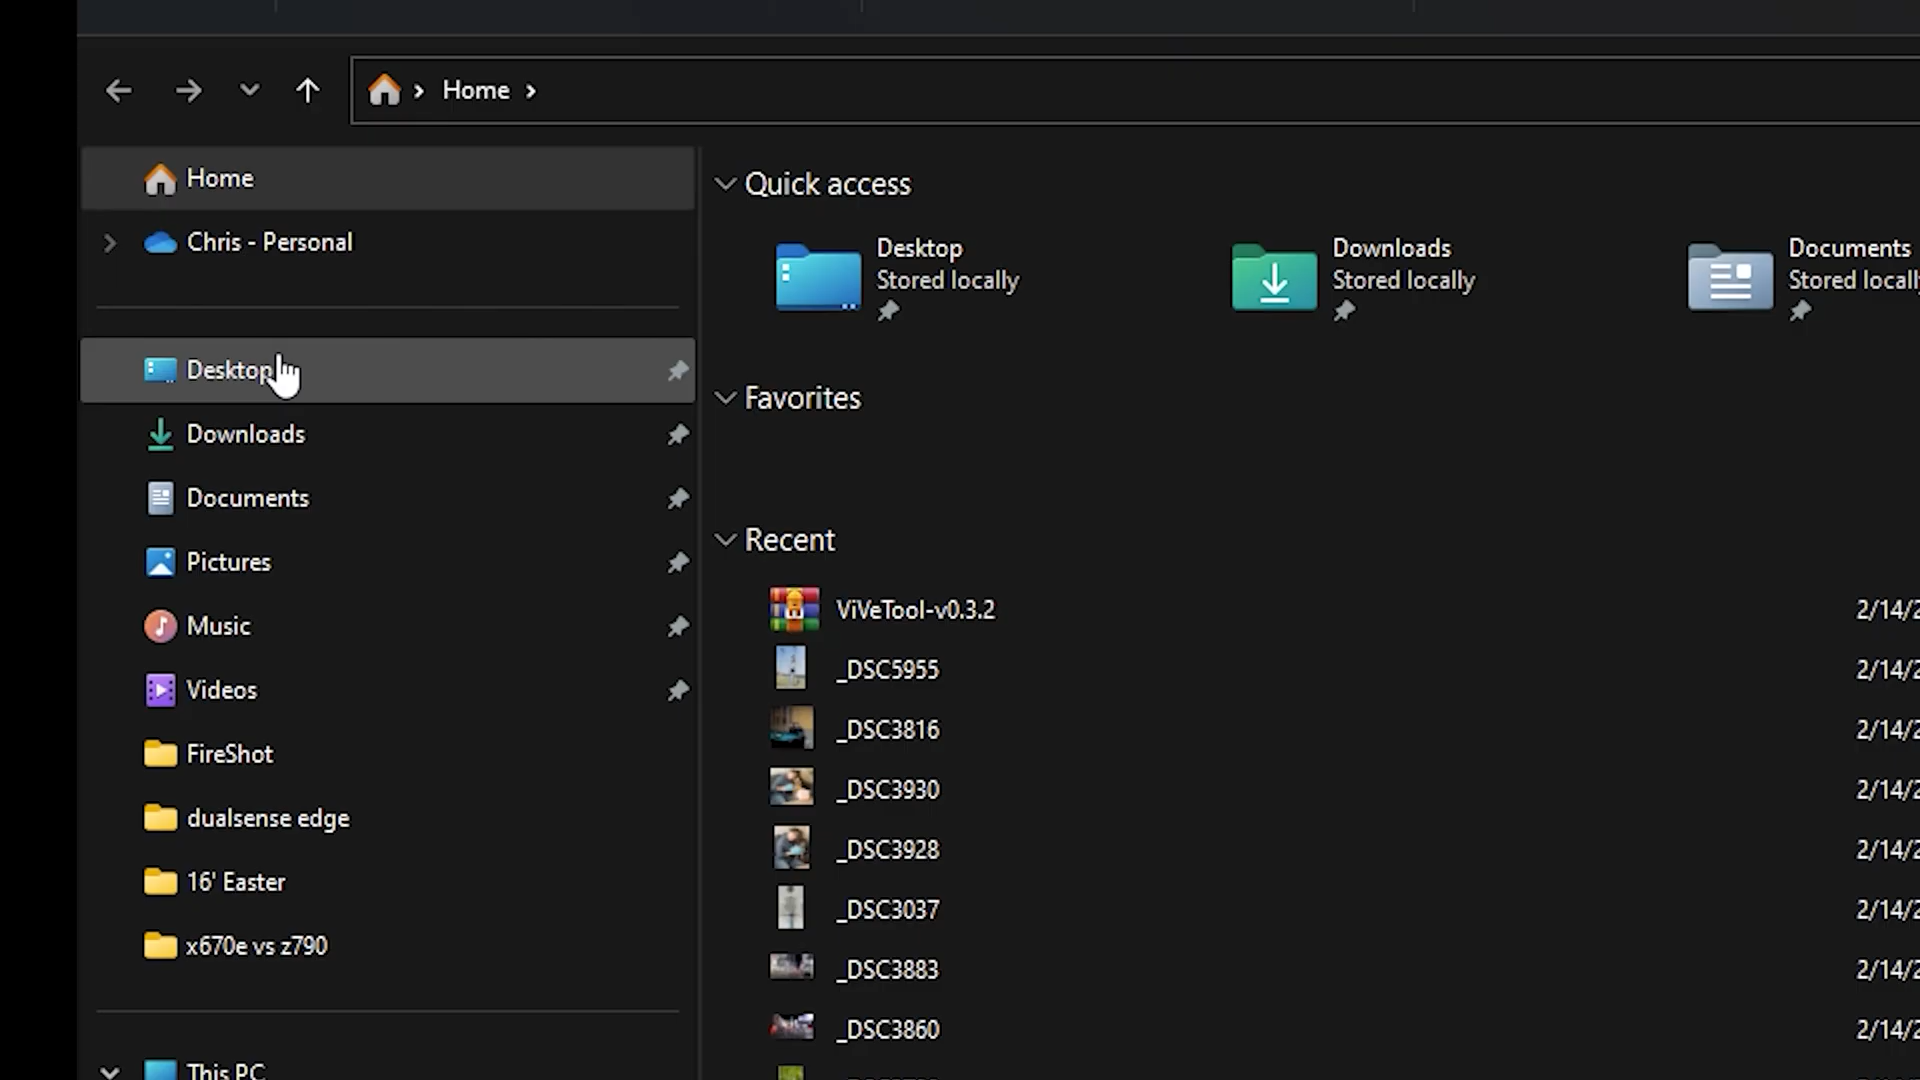 Home
Home
Chris - Personal
Desktop
Downloads
Documents
Pictures
Music
Videos
FireShot
dualsense edge
16' Easter
x670e vs z790
This PC
Quick access
Desktop
Stored locally
Downloads
Stored locally
Documents
Stored locally
Favorites
Recent
ViVeTool-v0.3.2 2/14/2
_DSC5955 2/14/2
_DSC3816 2/14/2
_DSC3930 2/14/2
_DSC3928 2/14/2
_DSC3037 2/14/2
_DSC3883 2/14/2
_DSC3860 2/14/2